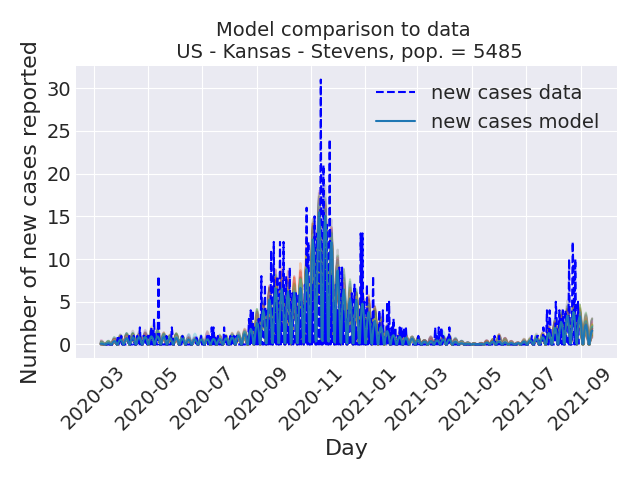 Model comparison to data
US - Kansas - Stevens, pop. = 5485
Number of new cases reported
30
25
20
15
10
5
0
new cases data
new cases model
2020-03
2020-05
2020-07
2020-09
2020-11
2021-01
2021-03
2021-05
2021-07
2021-09
Day